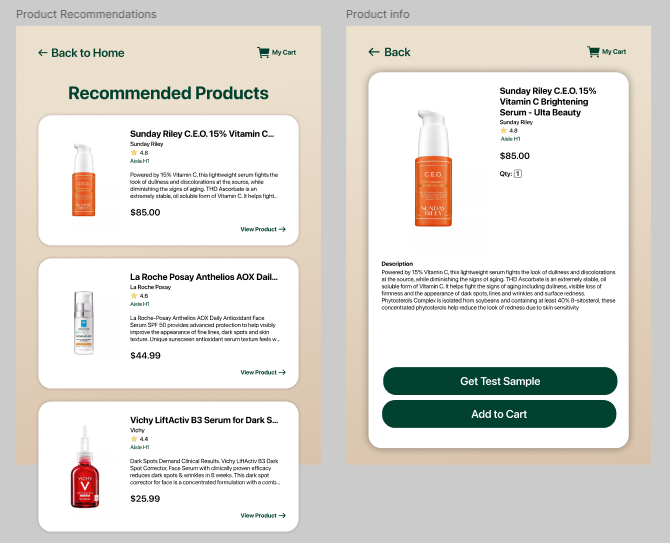 Product Recommendations
Back to Home
My Cart
Recommended Products
Sunday Riley C.E.O. 15% Vitamin C...
Sunday Riley
4.8
Aisle H1
Powered by 15% Vitamin C, this lightweight serum fights the
look of dullness and discolorations at the source, while
diminishing the signs of aging. THD Ascorbate is an
extremely stable, oil soluble form of Vitamin C. It helps fight...
$85.00
View Product
C.E.O.
SUNDAY
RILEY
La Roche Posay Anthelios AOX Dail...
La Roche Posay
4.6
Aisle H1
La Roche-Posay Anthelios AOX Daily Antioxidant Face
Serum SPF 50 provides advanced protection to help visibly
improve the appearance of fine lines, dark spots and skin
texture. Unique sunscreen antioxidant serum texture feels w...
$44.99
View Product
Vichy LiftActiv B3 Serum for Dark S...
Vichy
4.4
Aisle H1
Dark Spots Demand Clinical Results. Vichy LiftActiv B3 Dark
Spot Corrector, Face Serum with clinically proven efficacy
reduces dark spots & wrinkles in 8 weeks. This dark spot
corrector for face is a concentrated formulation with a comb...
$25.99
View Product
VICHY
Product info
Back
My Cart
Sunday Riley C.E.O. 15%
Vitamin C Brightening
Serum - Ulta Beauty
Sunday Riley
4.8
Aisle H1
$85.00
Qty: 1
C.E.O.
SUNDAY
RILEY
Description
Powered by 15% Vitamin C, this lightweight serum fights the look of dullness and discolorations
at the source, while diminishing the signs of aging. THD Ascorbate is an extremely stable, oil
soluble form of Vitamin C. It helps fight the signs of aging including dullness, visible loss of
firmness and the appearance of dark spots, lines and wrinkles and surface redness.
Phytosterols Complex is isolated from soybeans and containing at least 40% B-sitosterol, these
concentrated phytosterols help reduce the look of redness due to skin sensitivity
Get Test Sample
Add to Cart